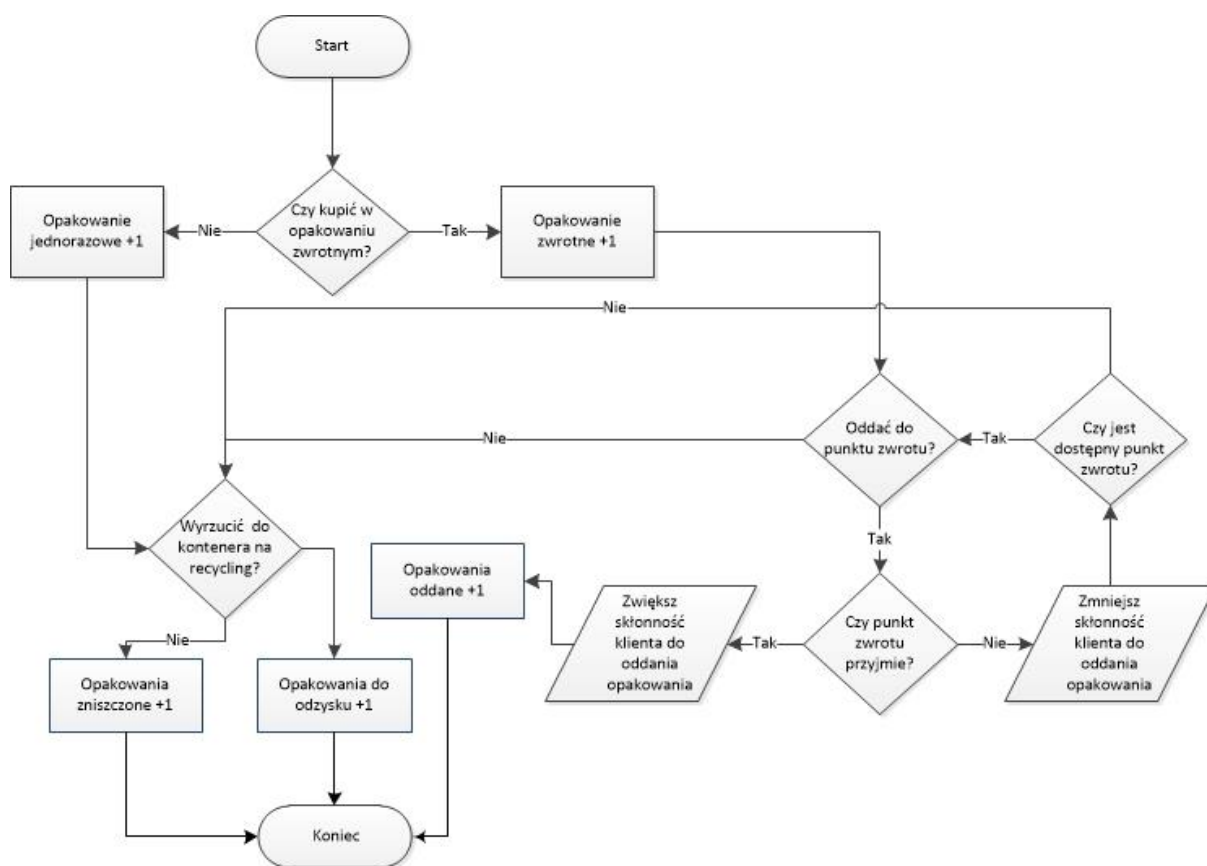 Start
Czy kupić w
opakowaniu
zwrotnym?
Nie
Tak
Opakowanie
jednorazowe +1
Opakowanie
zwrotne +1
Nie
Oddać do
punktu zwrotu?
Tak
Czy jest
dostępny punkt
zwrotu?
Nie
Tak
Wyrzucić do
kontenera na
recycling?
Opakowania
oddane +1
Zwiększ
skłonność
klienta do
oddania
opakowania
Tak
Czy punkt
zwrotu
przyjmie?
Nie
Zmniejsz
skłonność
klienta do
oddania
opakowania
Nie
Opakowania
zniszczone +1
Opakowania do
odzysku +1
Koniec